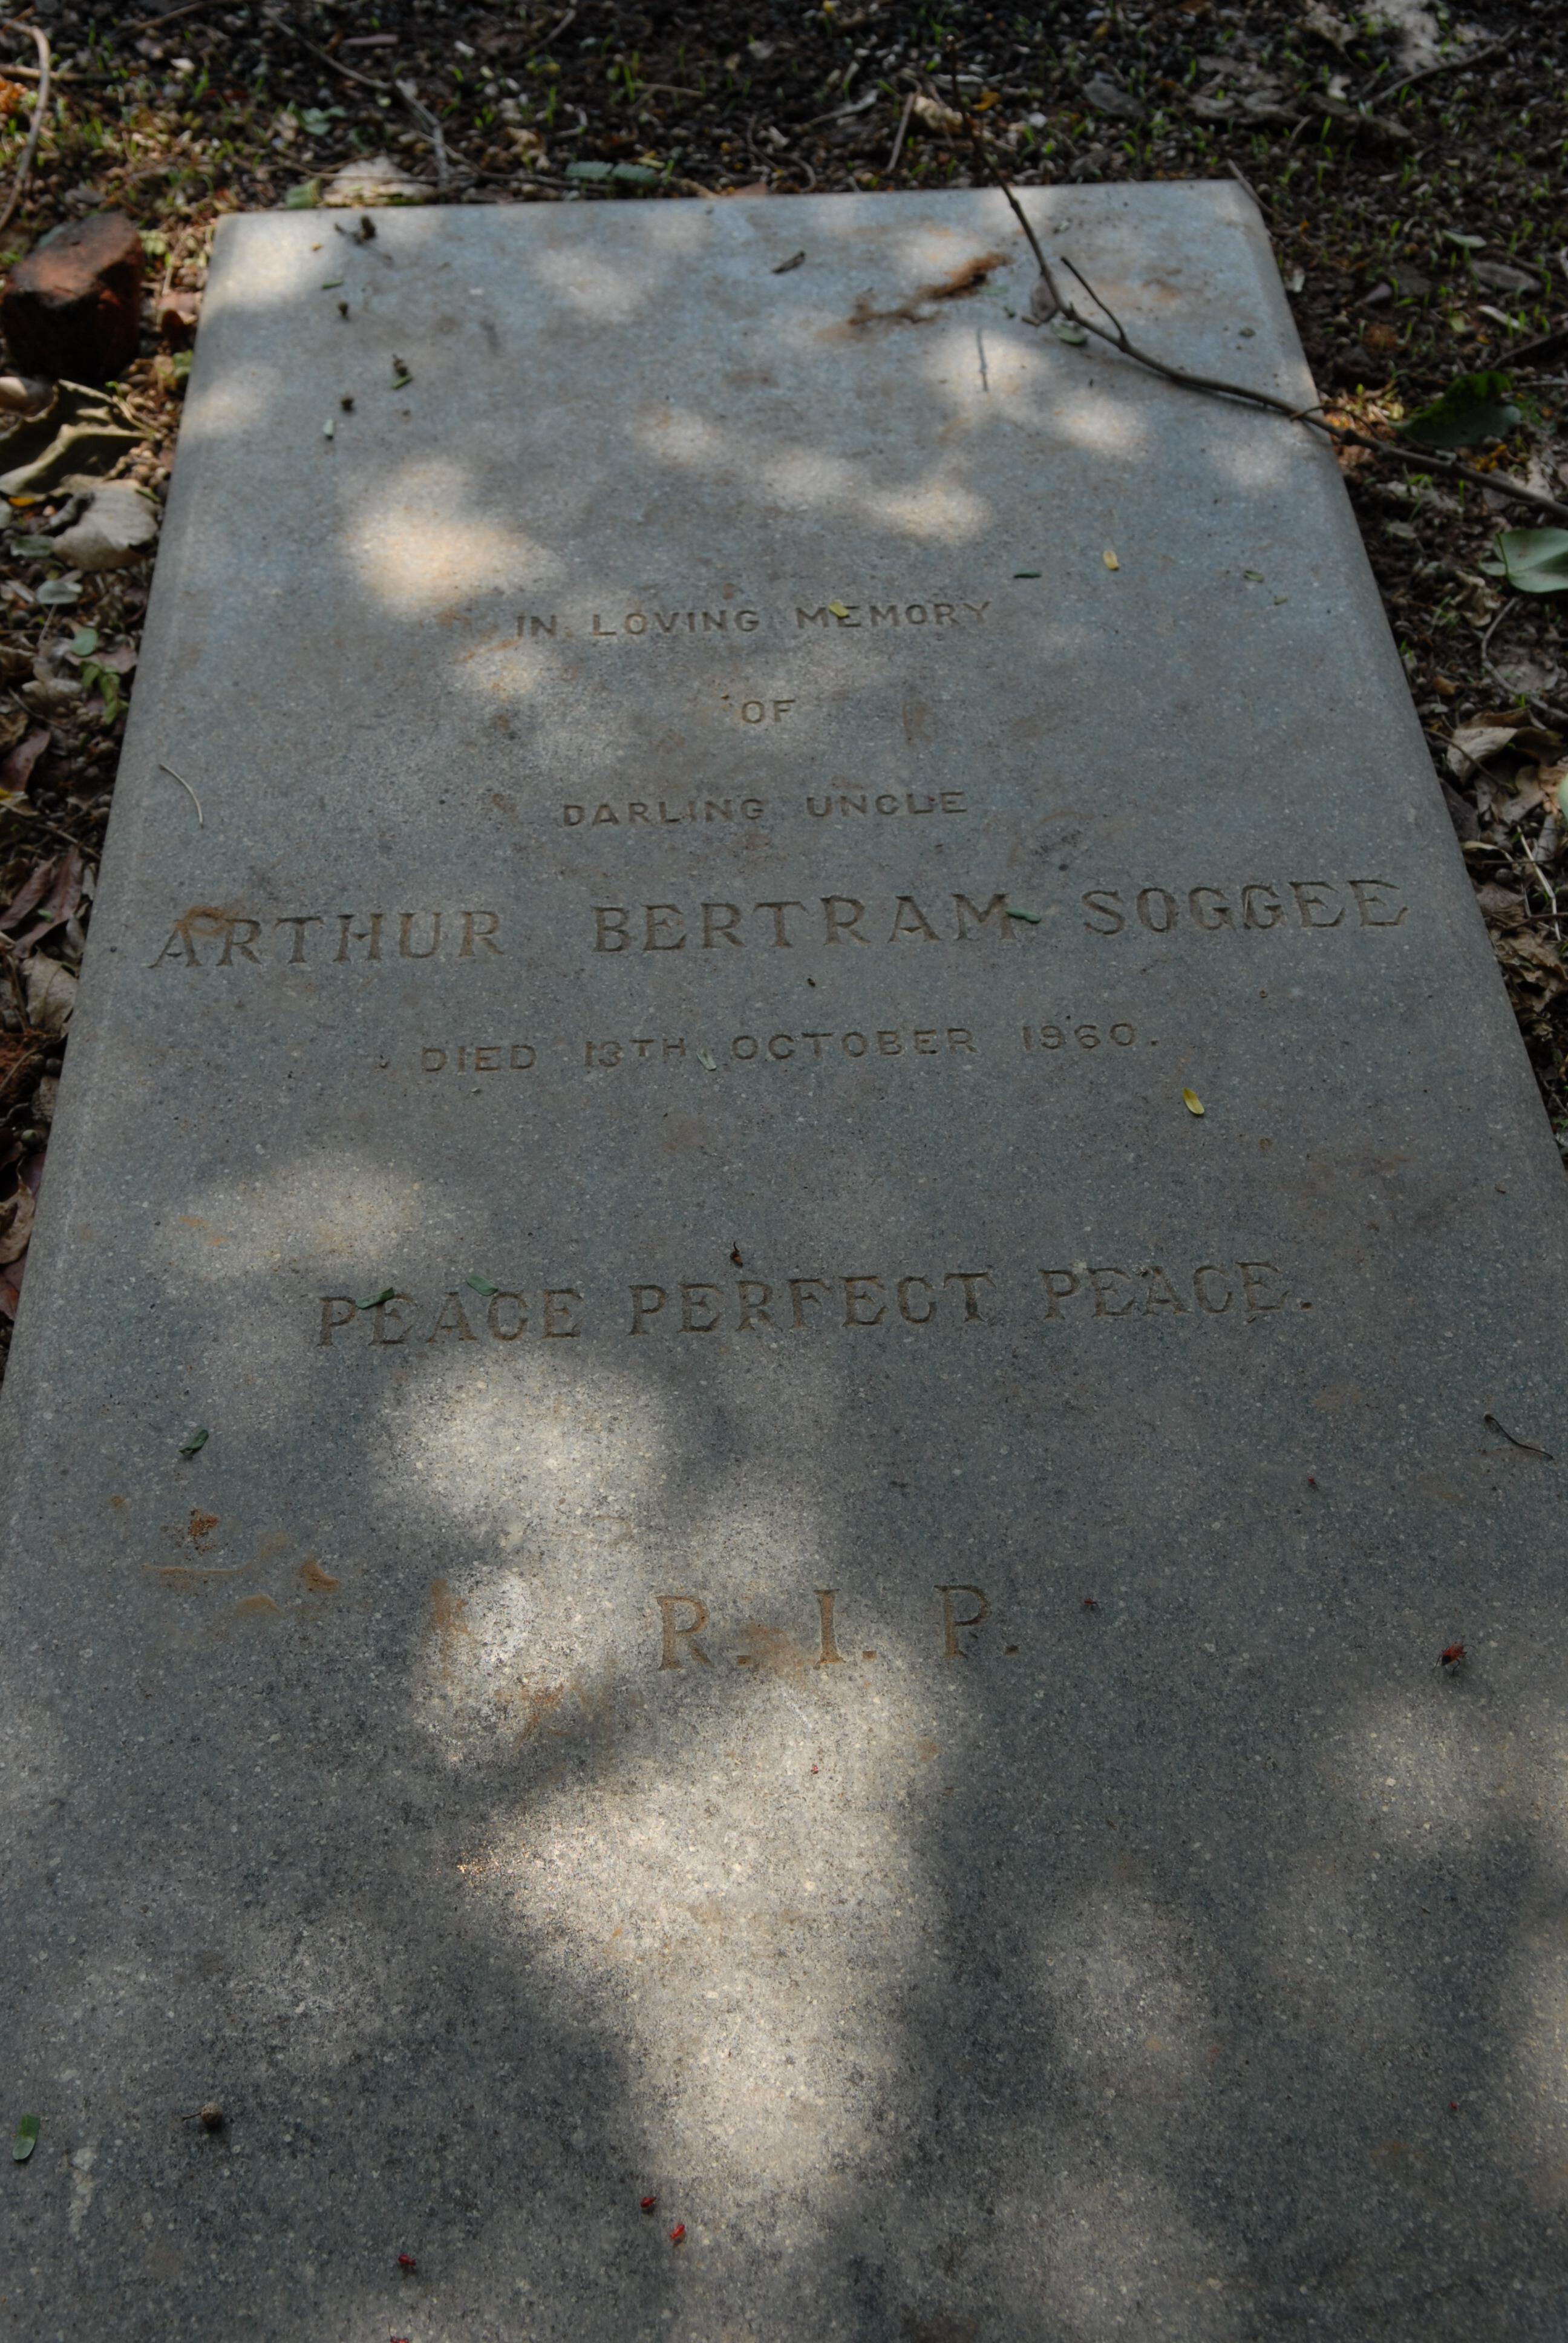 IN LOVING MEMORY
OF
DARLING UNCLE
ARTHUR BERTRAM SOGGEE
DIED 13TH OCTOBER 1960.
PEACE PERFECT PEACE.
R. I. P.